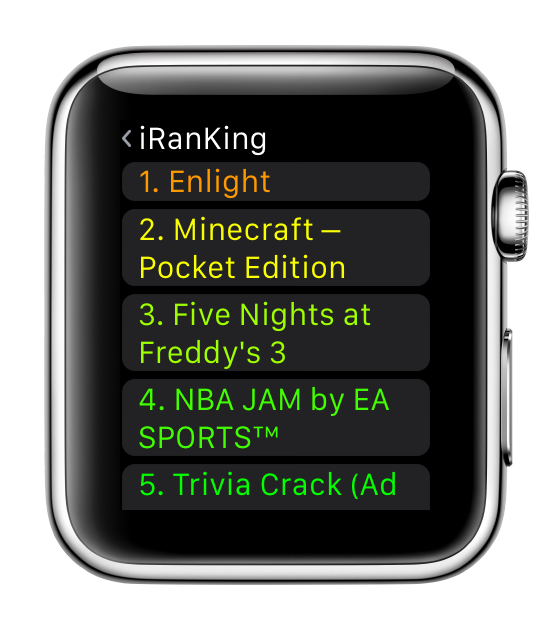 iRanKing
1. Enlight
2. Minecraft –
Pocket Edition
3. Five Nights at
Freddy's 3
4. NBA JAM by EA
SPORTS™
5. Trivia Crack (Ad